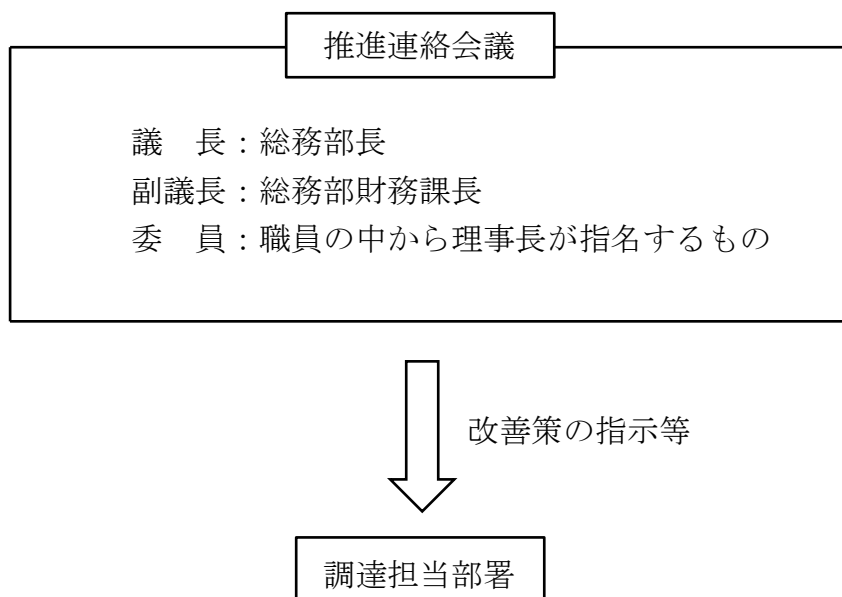 推進連絡会議
議　長：総務部長
副議長：総務部財務課長
委　員：職員の中から理事長が指名するもの
改善策の指示等
調達担当部署